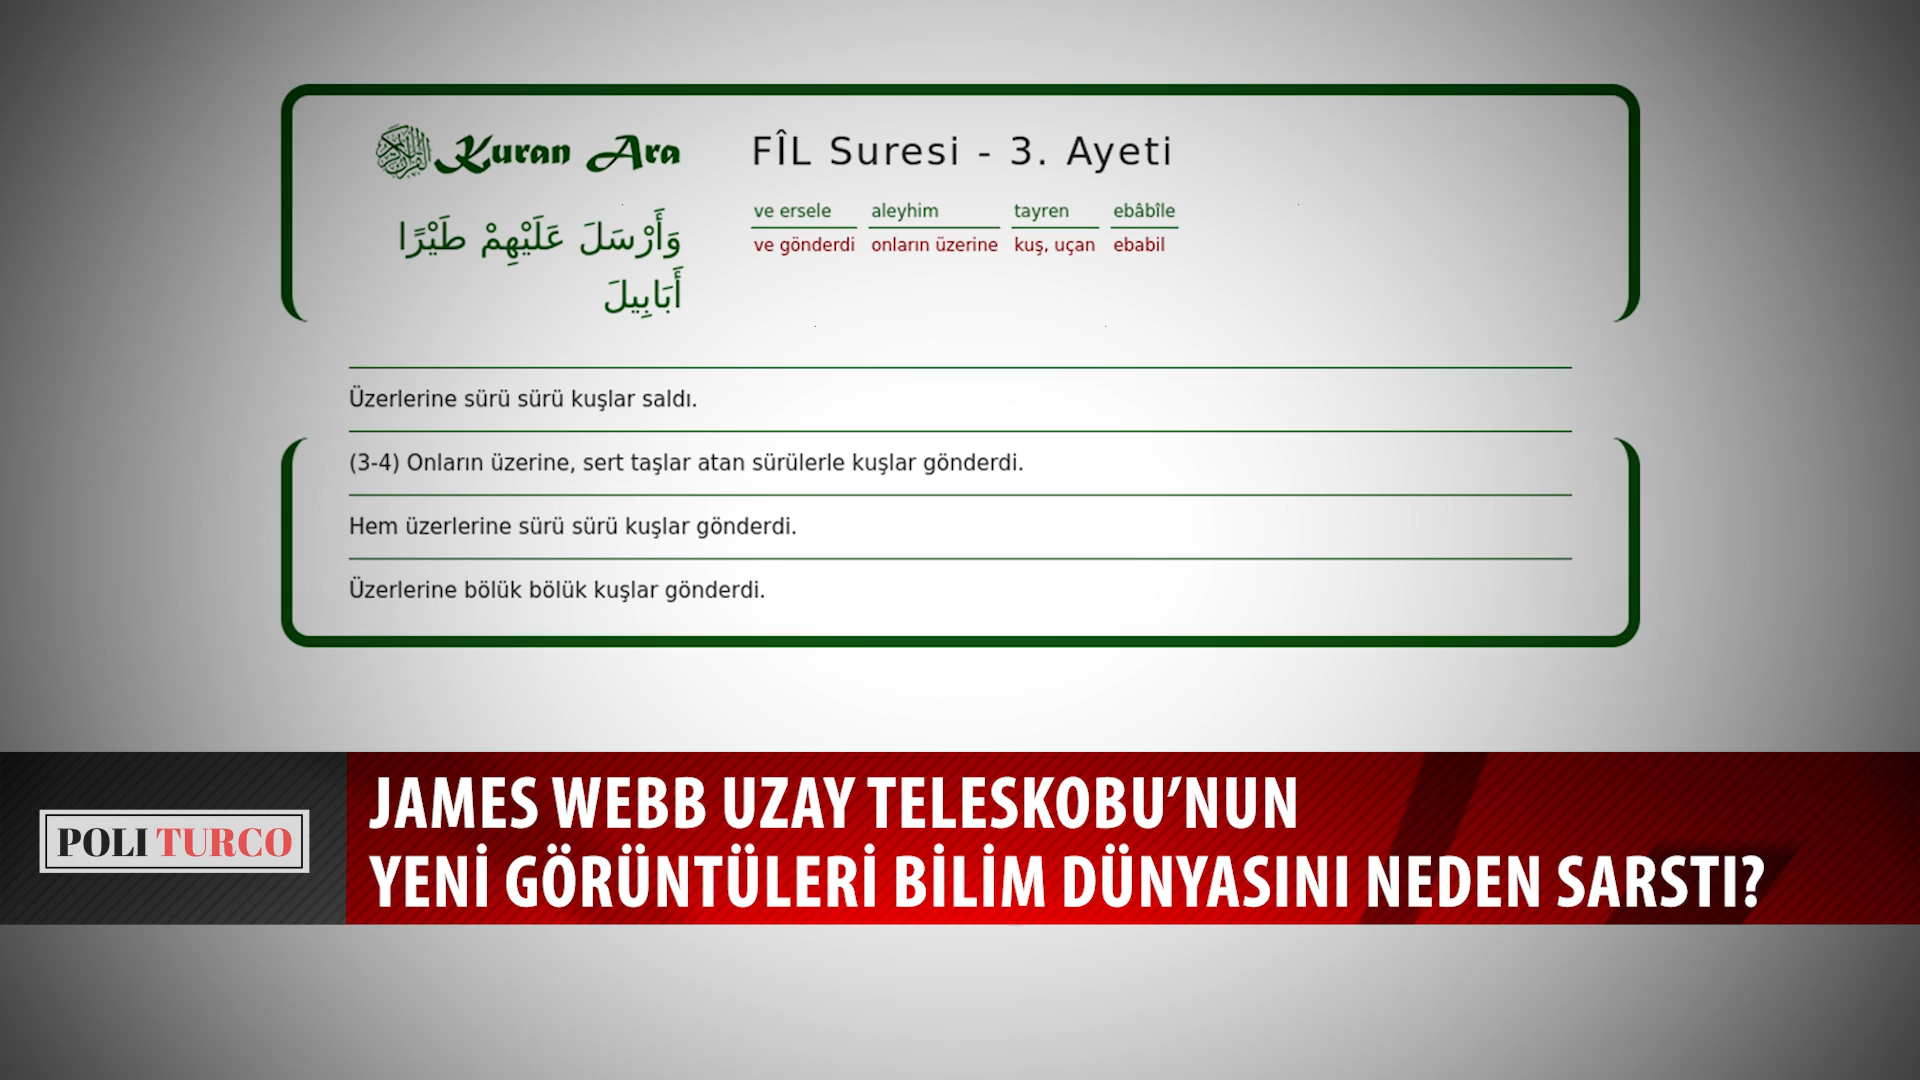 Kuran Ara
FÎL Suresi - 3. Ayeti
وَأَرْسَلَ عَلَيْهِمْ طَيْرًا
أَبَابِيلَ
ve ersele aleyhim tayren ebâbîle
ve gönderdi onların üzerine kuş, uçan ebabil
Üzerlerine sürü sürü kuşlar saldı.
(3-4) Onların üzerine, sert taşlar atan sürülerle kuşlar gönderdi.
Hem üzerlerine sürü sürü kuşlar gönderdi.
Üzerlerine bölük bölük kuşlar gönderdi.
POLITURCO
JAMES WEBB UZAY TELESKOBU’NUN
YENİ GÖRÜNTÜLERİ BİLİM DÜNYASINI NEDEN SARSTI?